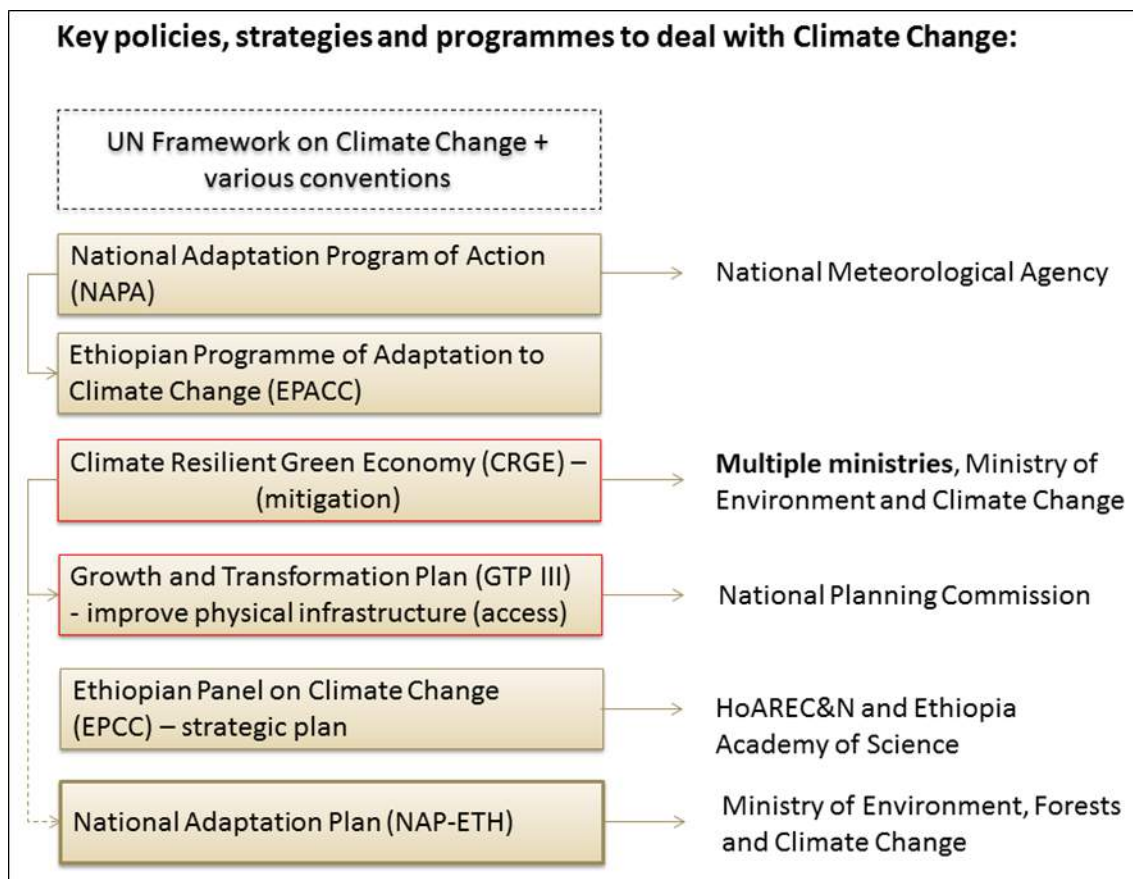 Key policies, strategies and programmes to deal with Climate Change:
UN Framework on Climate Change +
various conventions
National Adaptation Program of Action
(NAPA)
National Meteorological Agency
Ethiopian Programme of Adaptation to
Climate Change (EPACC)
Climate Resilient Green Economy (CRGE) –
(mitigation)
Multiple ministries, Ministry of
Environment and Climate Change
Growth and Transformation Plan (GTP III)
- improve physical infrastructure (access)
National Planning Commission
Ethiopian Panel on Climate Change
(EPCC) – strategic plan
HoAREC&N and Ethiopia
Academy of Science
National Adaptation Plan (NAP-ETH)
Ministry of Environment, Forests
and Climate Change